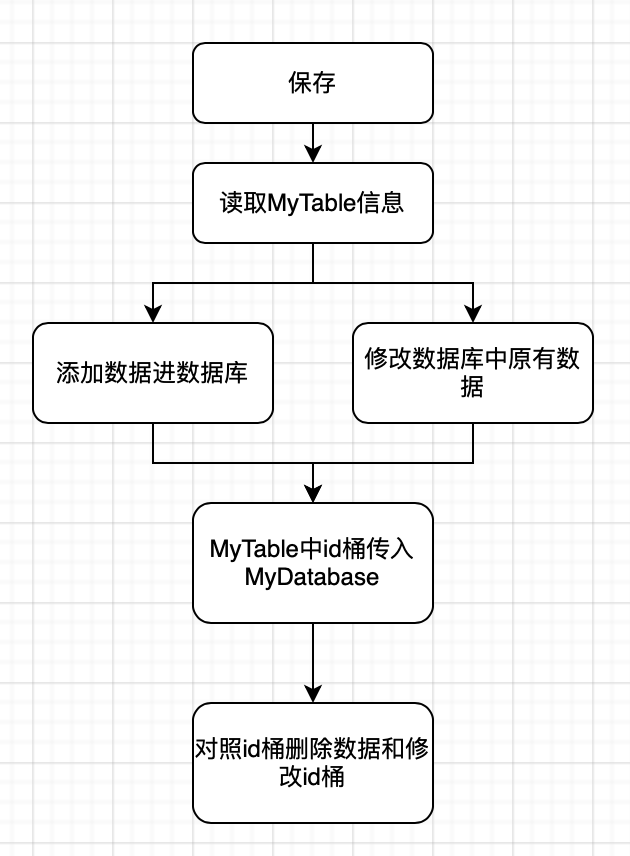 保存
读取MyTable信息
添加数据进数据库
修改数据库中原有数
据
MyTable中id桶传入
MyDatabase
对照id桶删除数据和修
改id桶